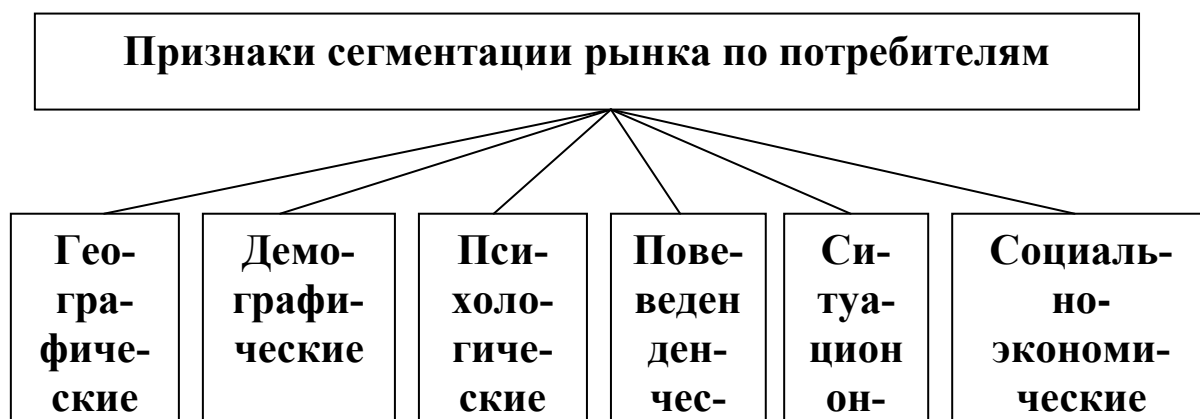 Признаки сегментации рынка по потребителям
Гео-
гра-
фиче-
ские
Демо-
графи-
ческие
Пси-
холо-
гиче-
ские
Пове-
веден
ден-
чес-
Си-
туа-
цион
он-
Социаль-
но-
экономи-
ческие